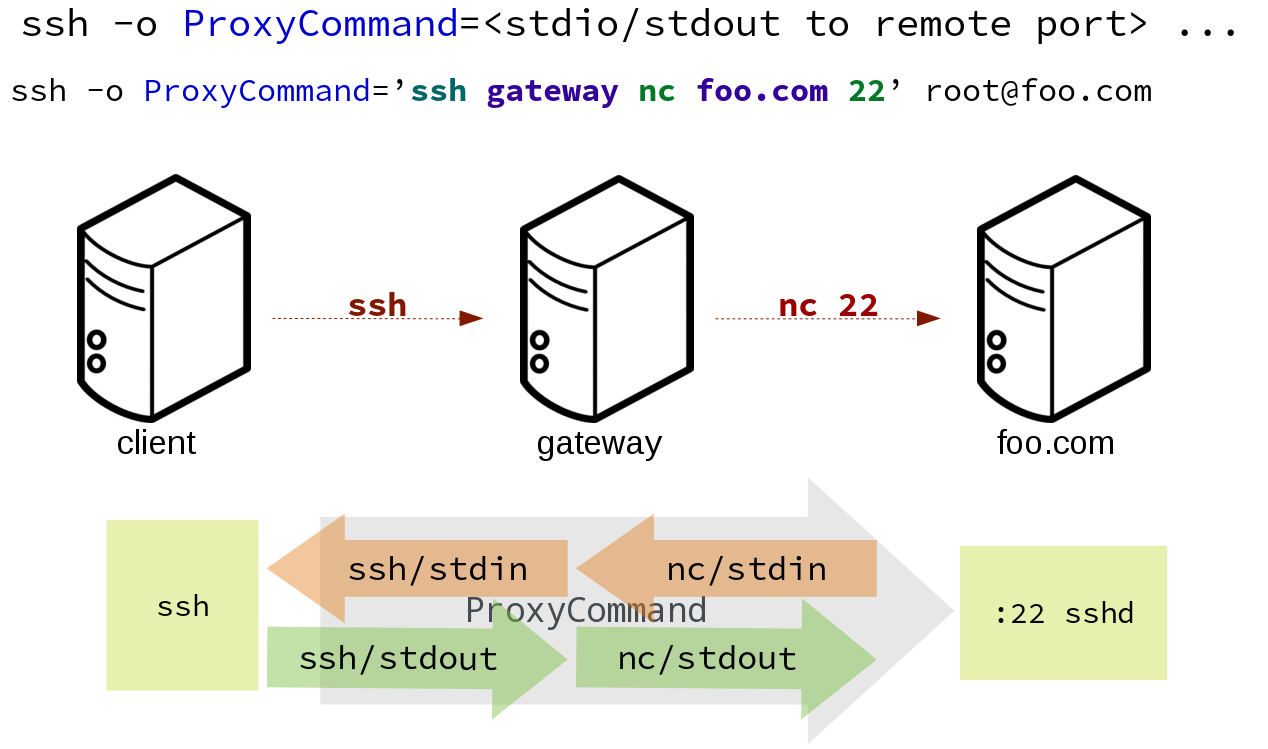 ssh -o ProxyCommand=<stdio/stdout to remote port> ...
ssh -o ProxyCommand=’ssh gateway nc foo.com 22’ root@foo.com
ssh
nc 22
client
gateway
foo.com
ssh/stdin
nc/stdin
ssh
ProxyCommand
:22 sshd
ssh/stdout
nc/stdout